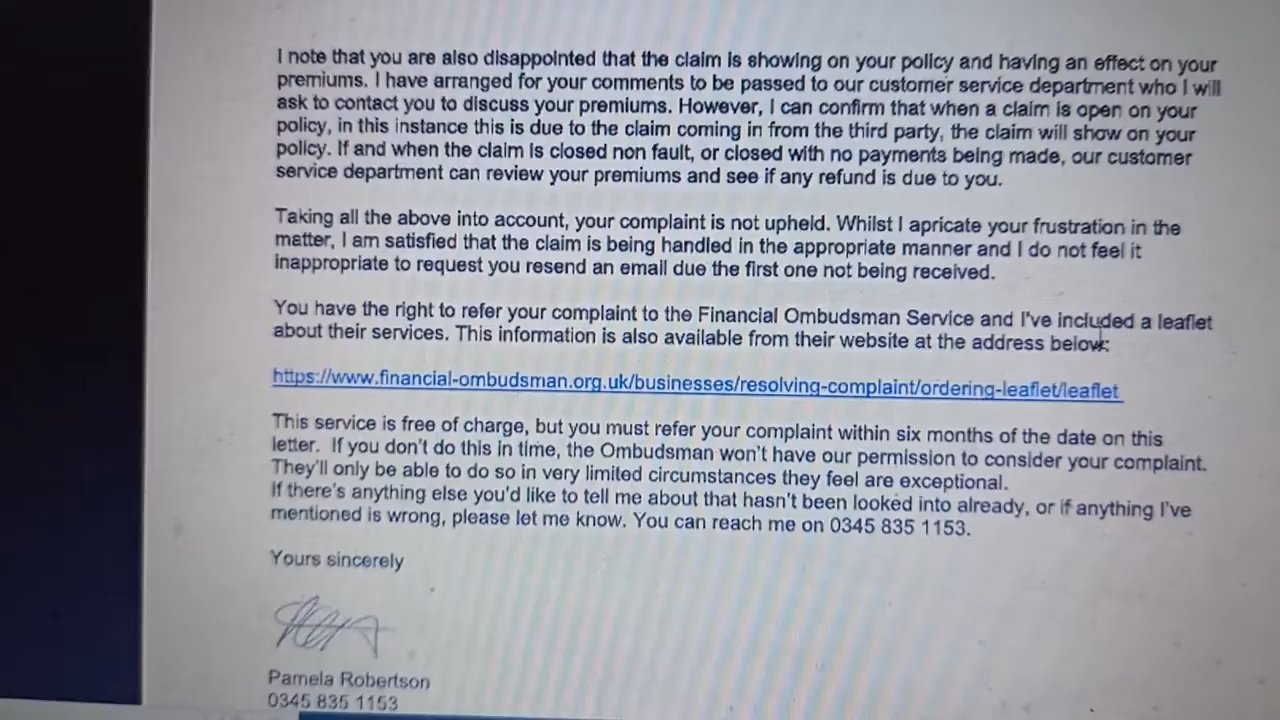 I note that you are also disappointed that the claim is showing on your policy and having an effect on your
premiums. I have arranged for your comments to be passed to our customer service department who I will
ask to contact you to discuss your premiums. However, I can confirm that when a claim is open on your
policy, in this instance this is due to the claim coming in from the third party, the claim will show on your
policy. If and when the claim is closed non fault, or closed with no payments being made, our customer
service department can review your premiums and see if any refund is due to you.
Taking all the above into account, your complaint is not upheld. Whilst I apricate your frustration in the
matter, I am satisfied that the claim is being handled in the appropriate manner and I do not feel it
inappropriate to request you resend an email due the first one not being received.
You have the right to refer your complaint to the Financial Ombudsman Service and I've included a leaflet
about their services. This information is also available from their website at the address below:
https://www.financial-ombudsman.org.uk/businesses/resolving-complaint/ordering-leaflet/leaflet
This service is free of charge, but you must refer your complaint within six months of the date on this
letter. If you don't do this in time, the Ombudsman won't have our permission to consider your complaint.
They'll only be able to do so in very limited circumstances they feel are exceptional.
If there's anything else you'd like to tell me about that hasn't been looked into already, or if anything I've
mentioned is wrong, please let me know. You can reach me on 0345 835 1153.
Yours sincerely
Pamela Robertson
0345 835 1153